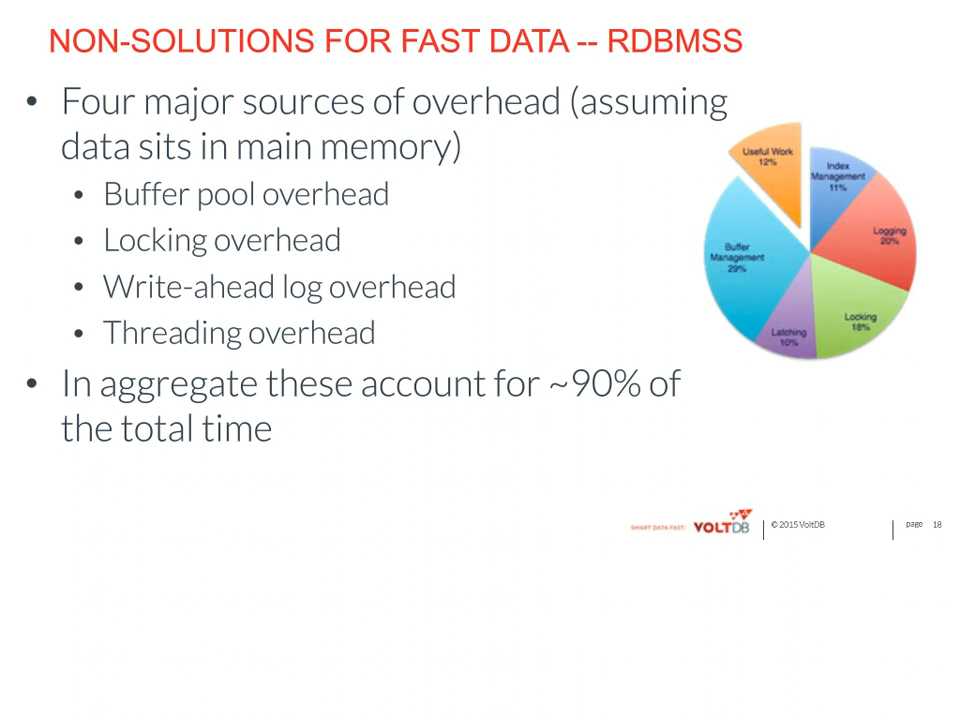 NON-SOLUTIONS FOR FAST DATA -- RDBMSS
• Four major sources of overhead (assuming
data sits in main memory)
• Buffer pool overhead
• Locking overhead
• Write-ahead log overhead
• Threading overhead
• In aggregate these account for ~90% of
the total time
Useful Work
12%
Index
Management
11%
Logging
20%
Locking
18%
Latching
10%
Buffer
Management
29%
SMART DATA FAST
VOLTDB
© 2015 VoltDB
page 18